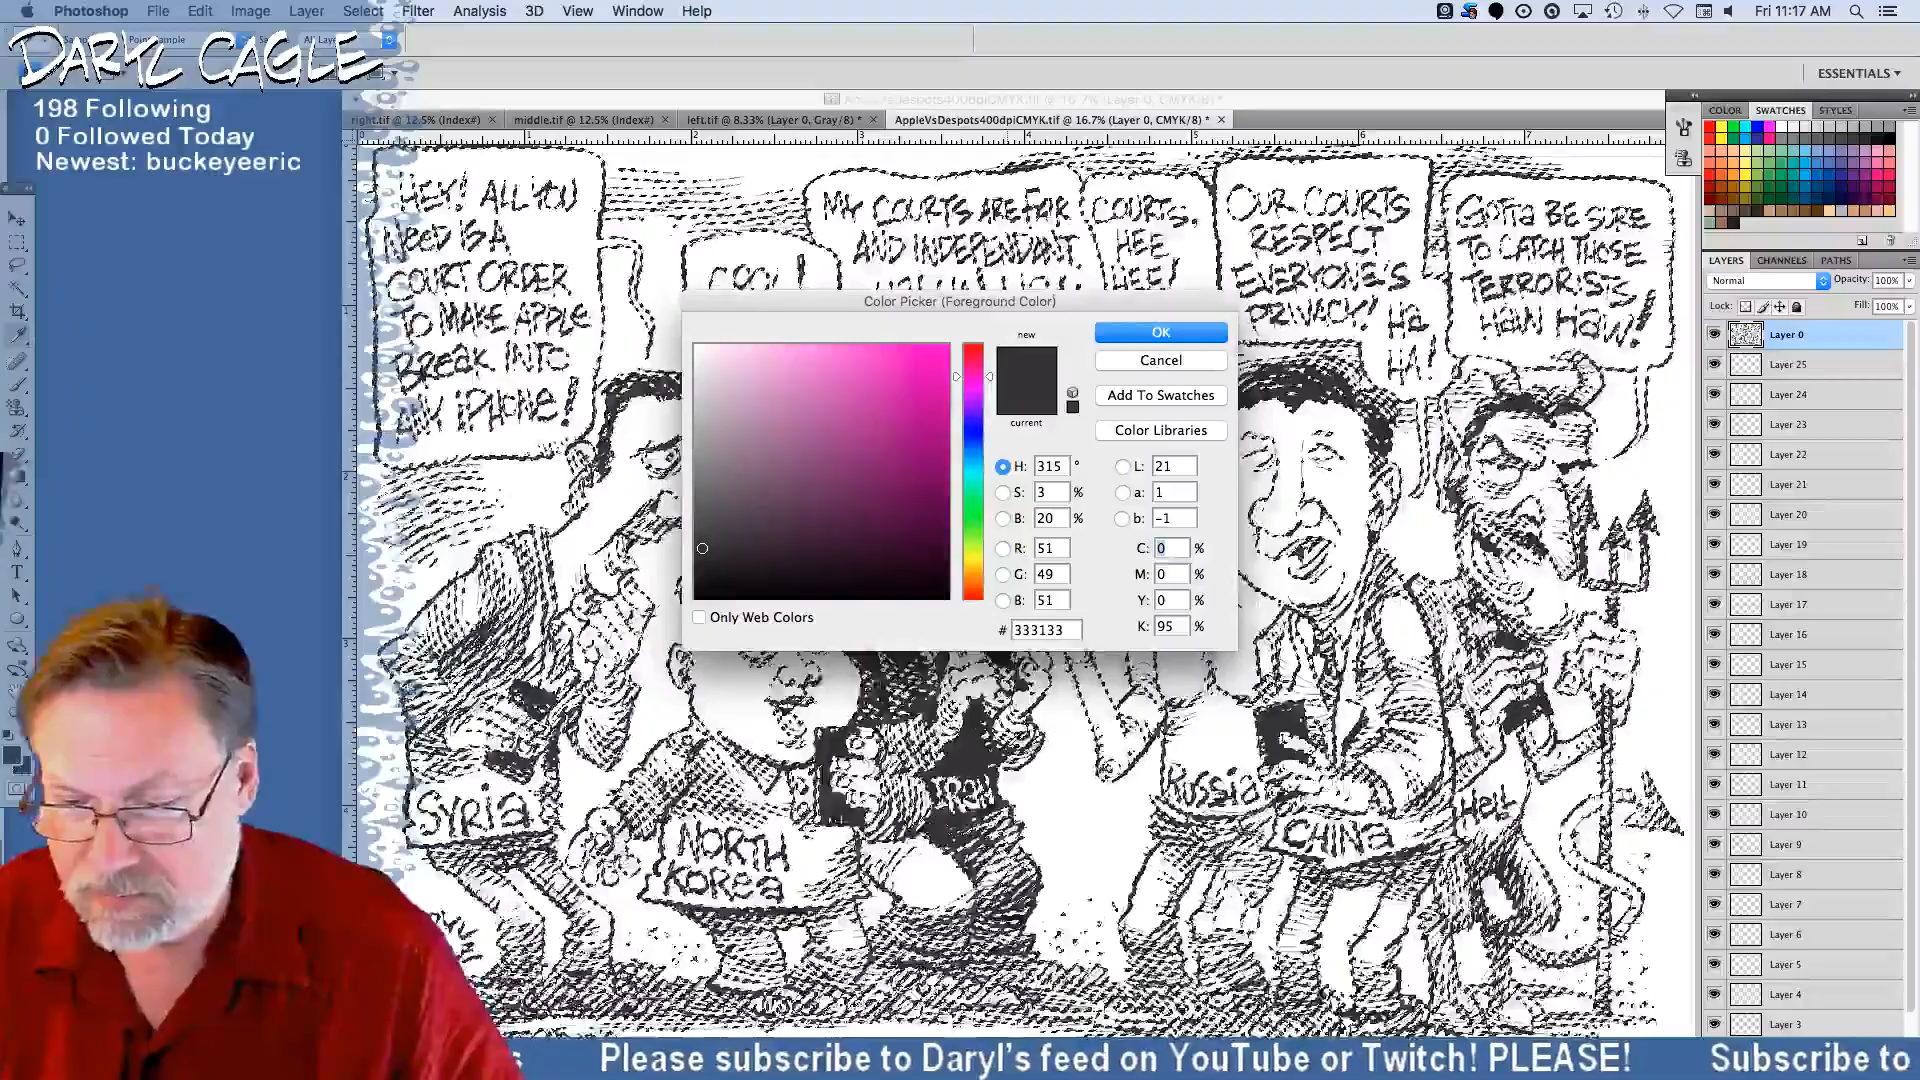 Photoshop File Edit Image Layer Select Filter Analysis 3D View Window Help
Fri 11:17 AM
Point Sample
ESSENTIALS
DARYL CAGLE
198 Following
0 Followed Today
Newest: buckeyeeric
right.tif @ 12.5% (Index#)
middle.tif @ 12.5% (Index#)
left.tif @ 8.33% (Layer 0, Gray/8) *
AppleVsDespots400dpiCMYK.tif @ 16.7% (Layer 0, CMYK/8) *
HEY! ALL YOU
NEED IS A
COURT ORDER
TO MAKE APPLE
BREAK INTO
MY iPHONE!
COOL!
MY COURTS ARE FAIR
AND INDEPENDANT.
COURTS,
HEE
HEE!
OUR COURTS
RESPECT
EVERYONE'S
PRIVACY!
HA
HA!
GOTTA BE SURE
TO CATCH THOSE
TERRORISTS,
HAW HAW!
SYRIA
NORTH
KOREA
IRAN
RUSSIA
CHINA
HELL
Color Picker (Foreground Color)
new
current
OK
Cancel
Add To Swatches
Color Libraries
H: 315 °
S: 3 %
B: 20 %
R: 51
G: 49
B: 51
# 333133
L: 21
a: 1
b: -1
C: 0 %
M: 0 %
Y: 0 %
K: 95 %
Only Web Colors
COLOR SWATCHES STYLES
LAYERS CHANNELS PATHS
Normal
Opacity: 100%
Lock:
Fill: 100%
Layer 0
Layer 25
Layer 24
Layer 23
Layer 22
Layer 21
Layer 20
Layer 19
Layer 18
Layer 17
Layer 16
Layer 15
Layer 14
Layer 13
Layer 12
Layer 11
Layer 10
Layer 9
Layer 8
Layer 7
Layer 6
Layer 5
Layer 4
Layer 3
Please subscribe to Daryl's feed on YouTube or Twitch! PLEASE! Subscribe to